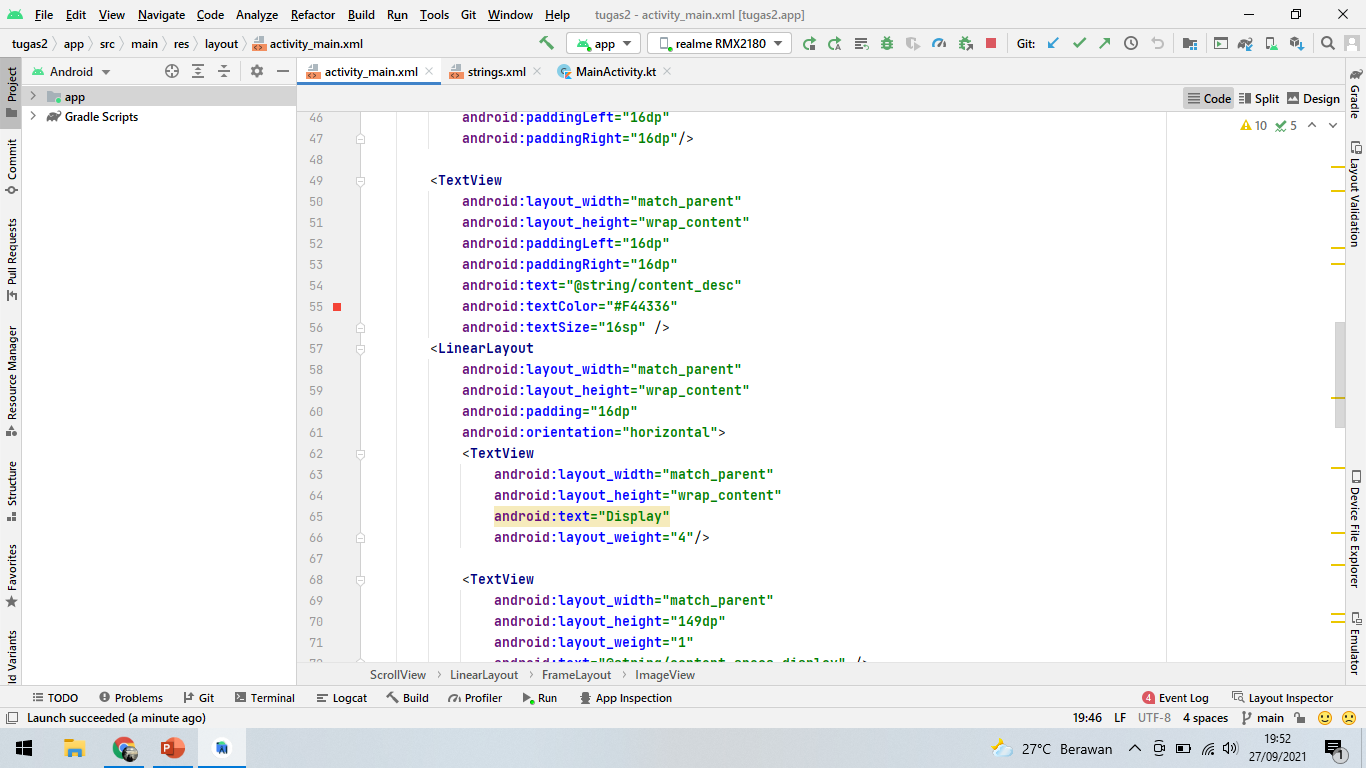 File Edit View Navigate Code Analyze Refactor Build Run Tools Git Window Help tugas2 - activity_main.xml [tugas2.app]
tugas2 app src main res layout activity_main.xml app realme RMX2180 Git:
Project
Commit
Pull Requests
Resource Manager
Structure
Favorites
ld Variants
Android
app
Gradle Scripts
activity_main.xml strings.xml MainActivity.kt
Code Split Design
10 5
46 android:paddingLeft="16dp"
47 android:paddingRight="16dp"/>
48
49 <TextView
50 android:layout_width="match_parent"
51 android:layout_height="wrap_content"
52 android:paddingLeft="16dp"
53 android:paddingRight="16dp"
54 android:text="@string/content_desc"
55 android:textColor="#F44336"
56 android:textSize="16sp" />
57 <LinearLayout
58 android:layout_width="match_parent"
59 android:layout_height="wrap_content"
60 android:padding="16dp"
61 android:orientation="horizontal">
62 <TextView
63 android:layout_width="match_parent"
64 android:layout_height="wrap_content"
65 android:text="Display"
66 android:layout_weight="4"/>
67
68 <TextView
69 android:layout_width="match_parent"
70 android:layout_height="149dp"
71 android:layout_weight="1"
Gradle
Layout Validation
Device File Explorer
Emulator
ScrollView LinearLayout FrameLayout ImageView
TODO Problems Git Terminal Logcat Build Profiler Run App Inspection 4 Event Log Layout Inspector
Launch succeeded (a minute ago) 19:46 LF UTF-8 4 spaces main
27°C Berawan 19:52
27/09/2021
1